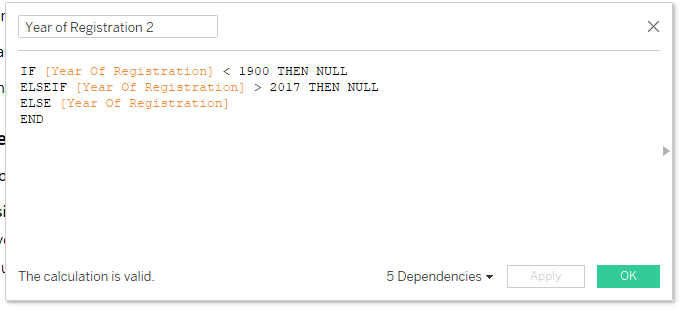 Year of Registration 2
IF [Year Of Registration] < 1900 THEN NULL
ELSEIF [Year Of Registration] > 2017 THEN NULL
ELSE [Year Of Registration]
END
The calculation is valid.
5 Dependencies
Apply
OK